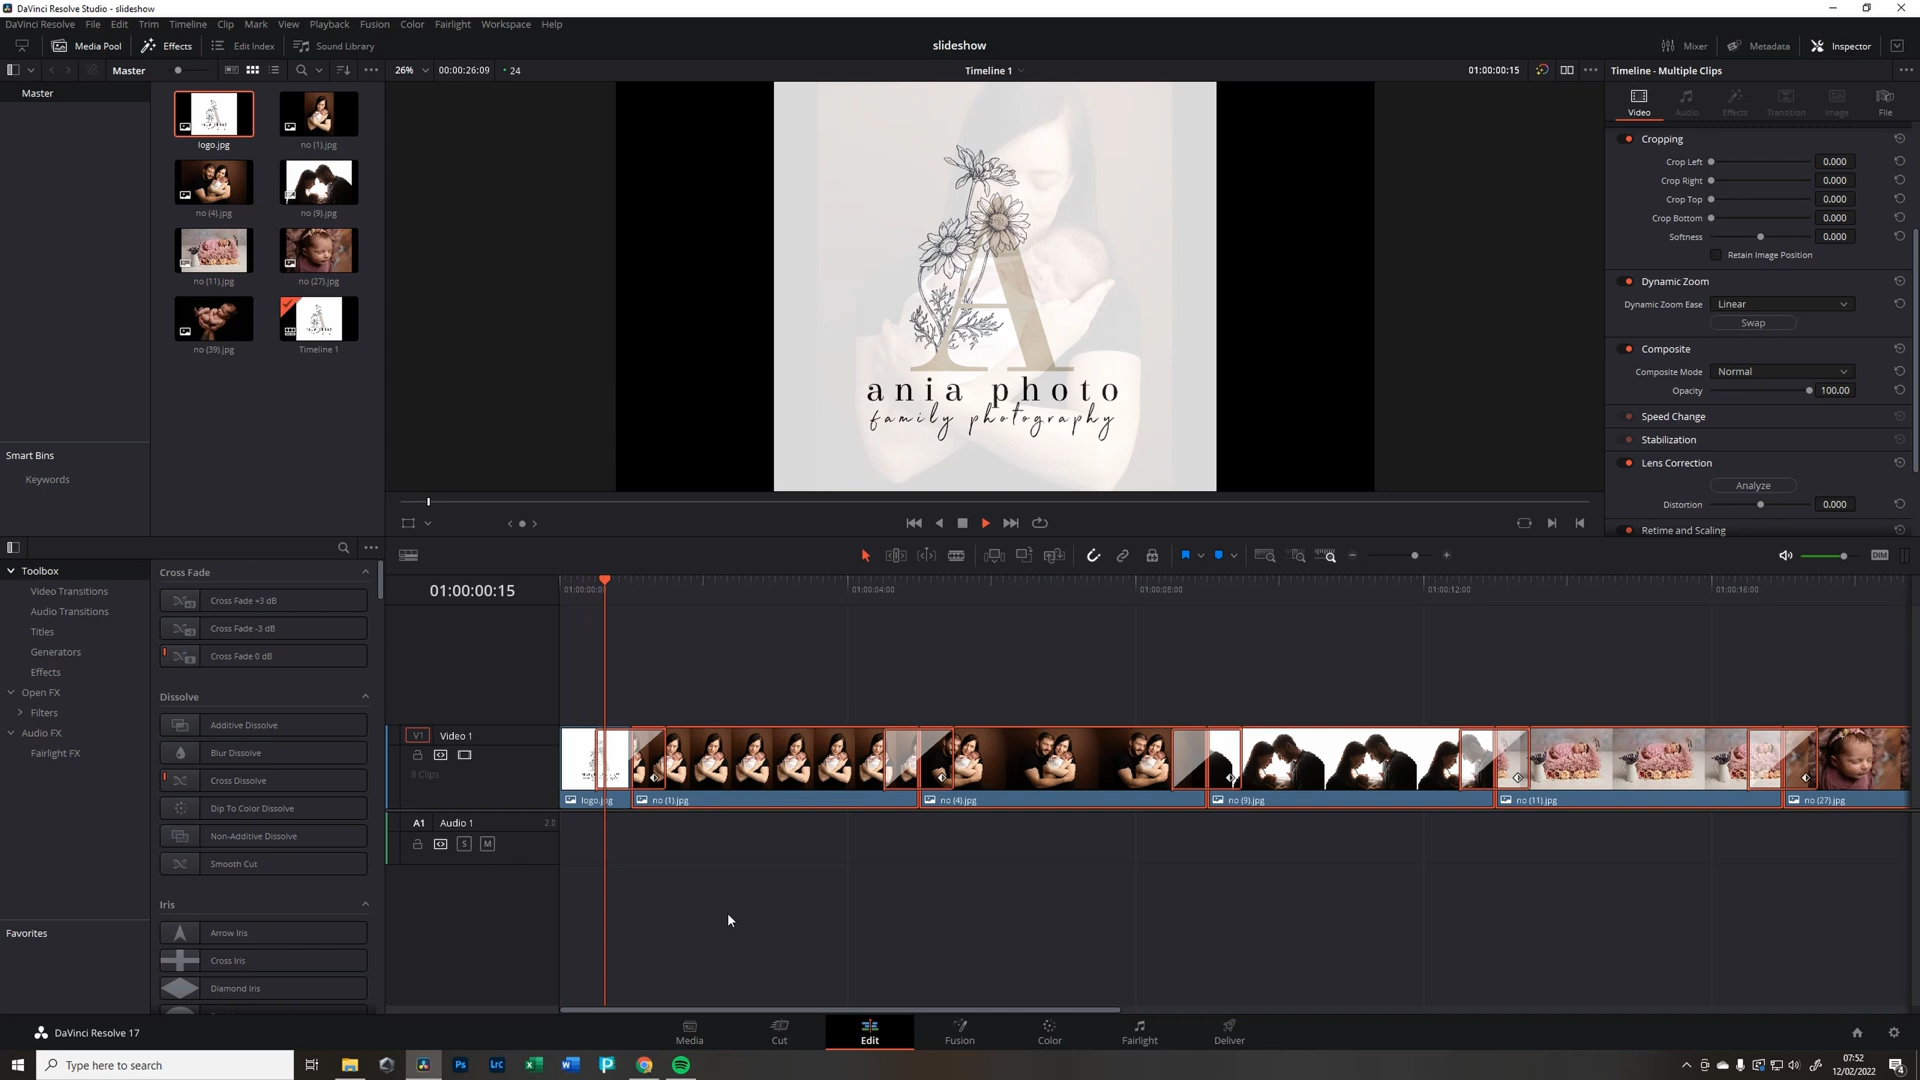 DaVinci Resolve Studio - slideshow
DaVinci Resolve File Edit Trim Timeline Clip Mark View Playback Fusion Color Fairlight Workspace Help
Media Pool Effects Edit Index Sound Library slideshow Mixer Metadata Inspector
Master 26% 00:00:26:09 24 Timeline 1 01:00:00:15 Timeline - Multiple Clips
Master
logo.jpg no (1).jpg
no (4).jpg no (9).jpg
no (11).jpg no (27).jpg
no (39).jpg Timeline 1
Smart Bins
Keywords
A
ania photo
family photography
Video Audio Effects Transition Image File
Cropping
Crop Left 0.000
Crop Right 0.000
Crop Top 0.000
Crop Bottom 0.000
Softness 0.000
Retain Image Position
Dynamic Zoom
Dynamic Zoom Ease Linear
Swap
Composite
Composite Mode Normal
Opacity 100.00
Speed Change
Stabilization
Lens Correction
Analyze
Distortion 0.000
Retime and Scaling
DIM
Toolbox
Video Transitions
Audio Transitions
Titles
Generators
Effects
Open FX
Filters
Audio FX
Fairlight FX
Favorites
Cross Fade
Cross Fade +3 dB
Cross Fade -3 dB
Cross Fade 0 dB
Dissolve
Additive Dissolve
Blur Dissolve
Cross Dissolve
Dip To Color Dissolve
Non-Additive Dissolve
Smooth Cut
Iris
Arrow Iris
Cross Iris
Diamond Iris
01:00:00:15 01:00:00:0 01:00:04:00 01:00:08:00 01:00:12:00 01:00:16:00
V1 Video 1
8 Clips
logo.jpg no (1).jpg no (4).jpg no (9).jpg no (11).jpg no (27).jpg
A1 Audio 1 2.0
S M
DaVinci Resolve 17
Media Cut Edit Fusion Color Fairlight Deliver
Type here to search
Ps Lrc
07:52
12/02/2022
4